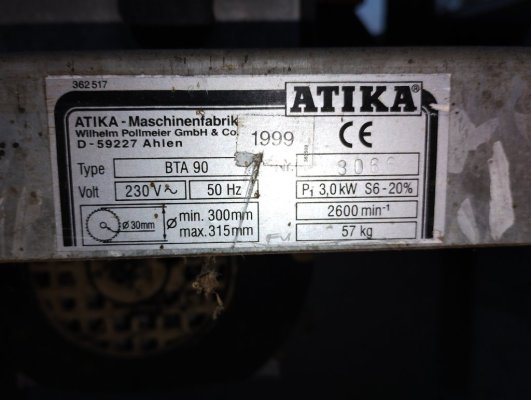 362 517
ATIKA®
ATIKA - Maschinenfabrik
Wilhelm Pollmeier GmbH & Co.
D - 59227 Ahlen
1999
CE
Type BTA 90
Volt 230 V ~ 50 Hz P₁ 3,0 kW S6 - 20%
Ø 30mm Ø min. 300mm
max. 315mm
2600 min⁻¹
57 kg